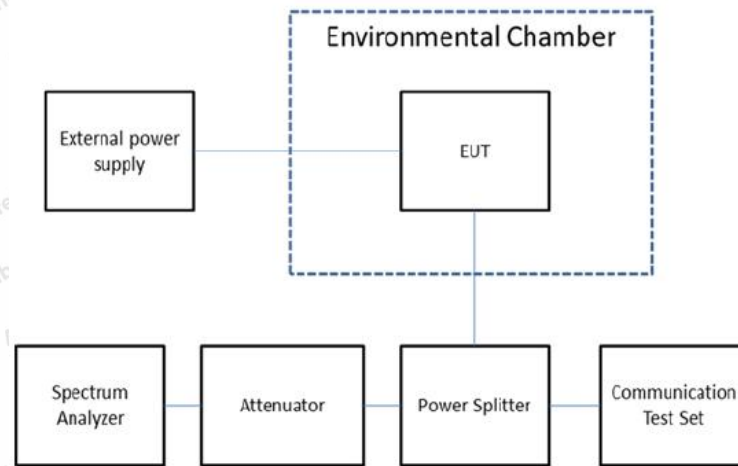 Environmental Chamber
External power
supply
EUT
Spectrum
Analyzer
Attenuator
Power Splitter
Communication
Test Set